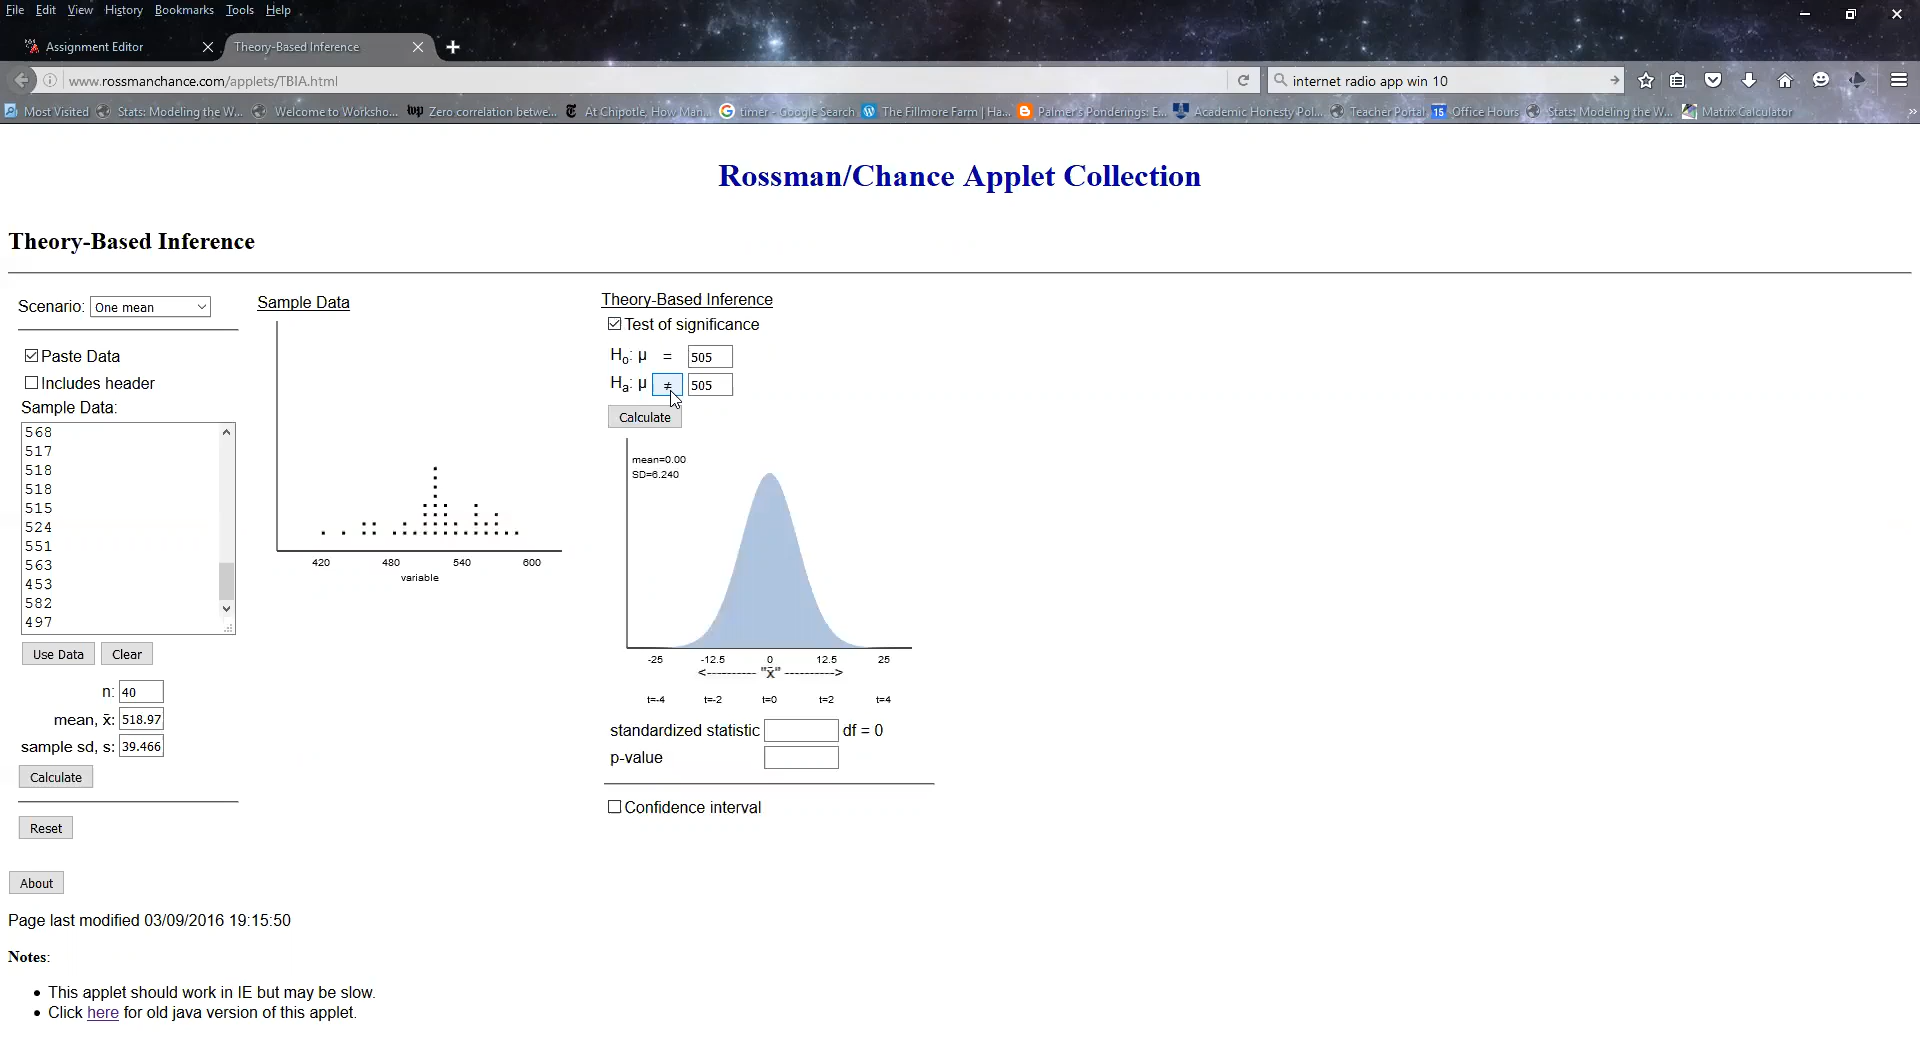 File Edit View History Bookmarks Tools Help
Assignment Editor
Theory-Based Inference
www.rossmanchance.com/applets/TBIA.html
internet radio app win 10
Most Visited
Stats: Modeling the W...
Welcome to Worksho...
Zero correlation betwe...
At Chipotle, How Man...
timer - Google Search
The Fillmore Farm | Ha...
Palmer's Ponderings: E...
Academic Honesty Pol...
Teacher Portal
15 Office Hours
Stats: Modeling the W...
Matrix Calculator
Rossman/Chance Applet Collection
Theory-Based Inference
Scenario: One mean
Paste Data
Includes header
Sample Data:
568
517
518
518
515
524
551
563
453
582
497
Use Data Clear
n: 40
mean, x̄: 518.97
sample sd, s: 39.466
Calculate
Reset
About
Sample Data
420 480 540 600
variable
Theory-Based Inference
Test of significance
Ho: μ = 505
Ha: μ ≠ 505
Calculate
mean=0.00
SD=6.240
-25 -12.5 0 12.5 25
<---------- "x̄" ---------->
t=-4 t=-2 t=0 t=2 t=4
standardized statistic df = 0
p-value
Confidence interval
Page last modified 03/09/2016 19:15:50
Notes:
• This applet should work in IE but may be slow.
• Click here for old java version of this applet.